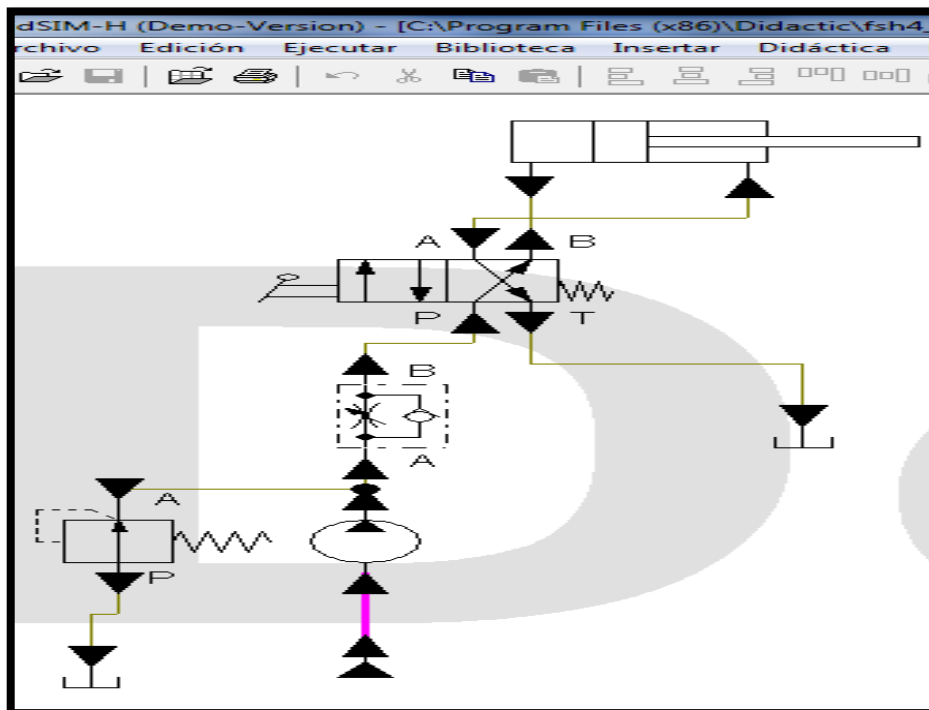 dSIM-H (Demo-Version) - [C:\Program Files (x86)\Didactic\fsh4_
rchivo Edición Ejecutar Biblioteca Insertar Didáctica
A B
P T
B
A
A
P